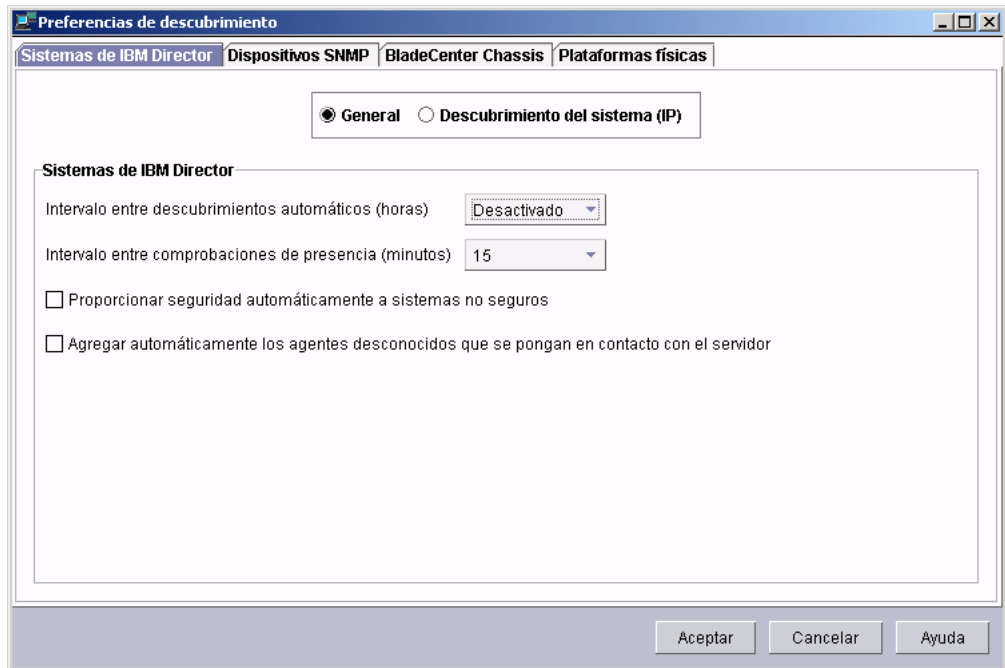 Preferencias de descubrimiento
Sistemas de IBM Director Dispositivos SNMP BladeCenter Chassis Plataformas físicas
General Descubrimiento del sistema (IP)
Sistemas de IBM Director
Intervalo entre descubrimientos automáticos (horas) Desactivado
Intervalo entre comprobaciones de presencia (minutos) 15
Proporcionar seguridad automáticamente a sistemas no seguros
Agregar automáticamente los agentes desconocidos que se pongan en contacto con el servidor
Aceptar Cancelar Ayuda